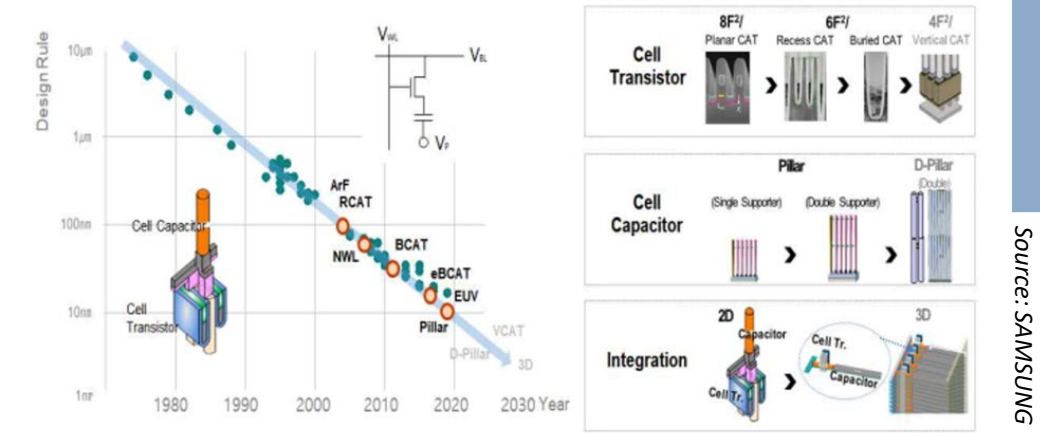 Design Rule
10μm
1μm
100nm
10nm
1nm
1980
1990
2000
2010
2020
2030 Year
V_WL
V_BL
V_P
ArF
RCAT
NWL
BCAT
eBCAT
EUV
Pillar
VCAT
D-Pillar
3D
Cell Capacitor
Cell
Transistor
Cell
Transistor
8F²/
Planar CAT
6F²/
Recess CAT
Buried CAT
4F²/
Vertical CAT
Cell
Capacitor
Pillar
(Single Supporter)
(Double Supporter)
D-Pillar
(Double)
Integration
2D
Capacitor
Cell Tr.
Cell Tr.
Capacitor
3D
Source: SAMSUNG